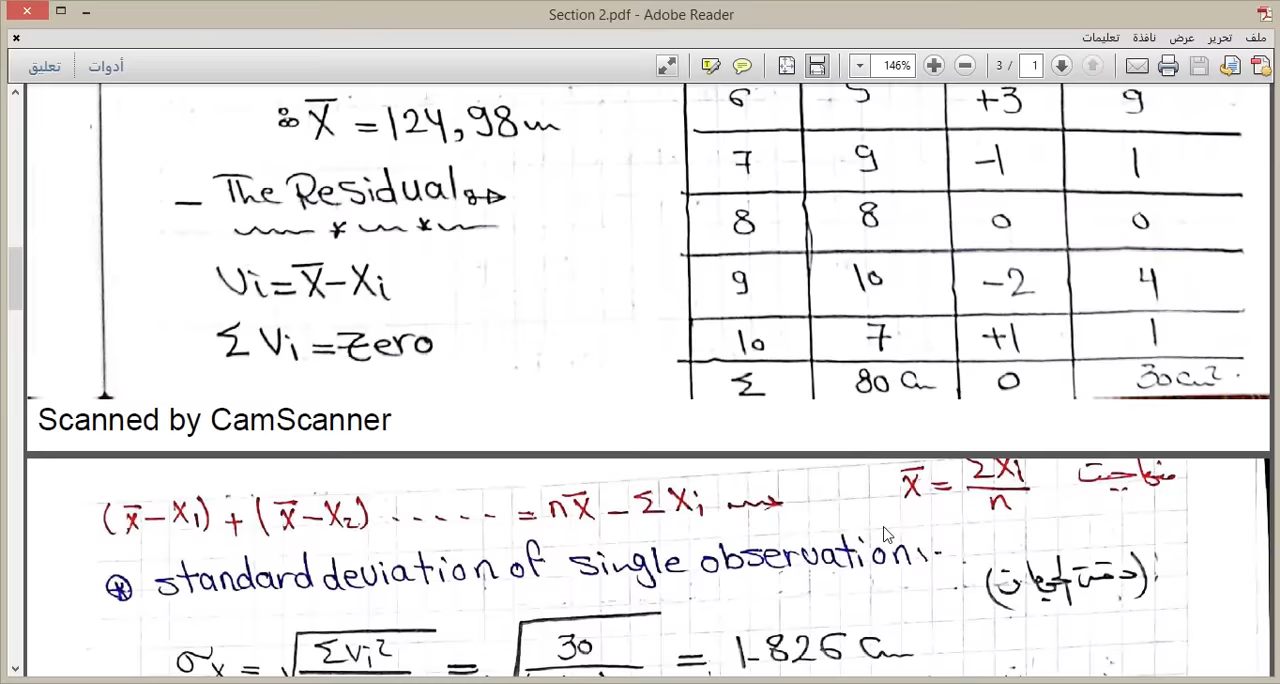 Section 2.pdf - Adobe Reader
ملف تحرير عرض نافذة تعليمات
تعليق أدوات 146% 3 / 1
∴ X̄ = 124,98m
- The Residual
Vi = X̄ - Xi
Σ Vi = Zero
6 5 +3 9
7 9 -1 1
8 8 0 0
9 10 -2 4
10 7 +1 1
Σ 80 Cm 0 30 Cm².
Scanned by CamScanner
(x̄ - X1) + (x̄ - X2) ...... = nx̄ - Σ Xi
x̄ = ΣXi / n
standard deviation of single observation:-
σx = √ΣVi² = √30 = 1.826 Cm